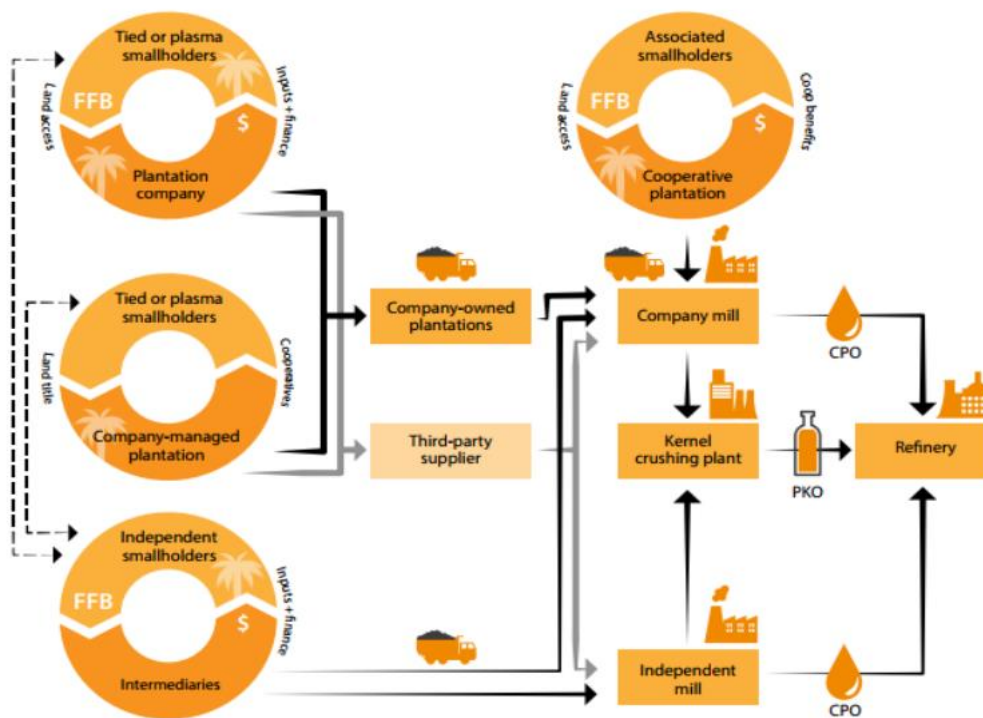 Tied or plasma
smallholders
FFB
Land access
Inputs + finance
$
Plantation
company
Associated
smallholders
FFB
Land access
Coop benefits
$
Cooperative
plantation
Tied or plasma
smallholders
Land title
Cooperatives
Company-managed
plantation
Company-owned
plantations
Company mill
CPO
Third-party
supplier
Kernel
crushing plant
PKO
Refinery
Independent
smallholders
FFB
Inputs + finance
$
Intermediaries
Independent
mill
CPO